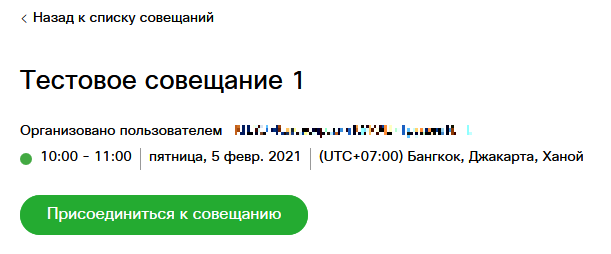 Назад к списку совещаний
Тестовое совещание 1
Организовано пользователем
10:00 - 11:00 пятница, 5 февр. 2021 (UTC+07:00) Бангкок, Джакарта, Ханой
Присоединиться к совещанию